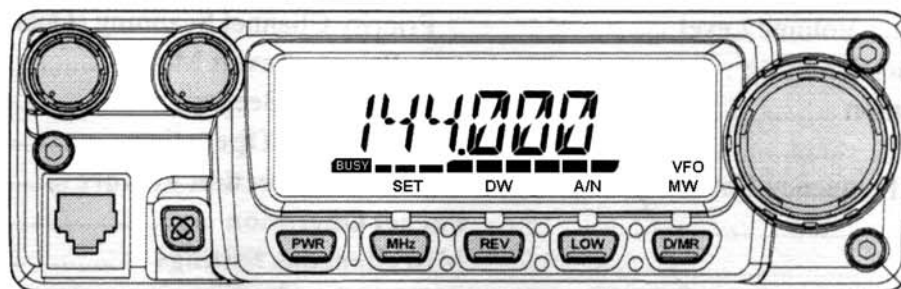 144.000
BUSY
VFO
SET DW A/N MW
PWR MHz REV LOW D/MR